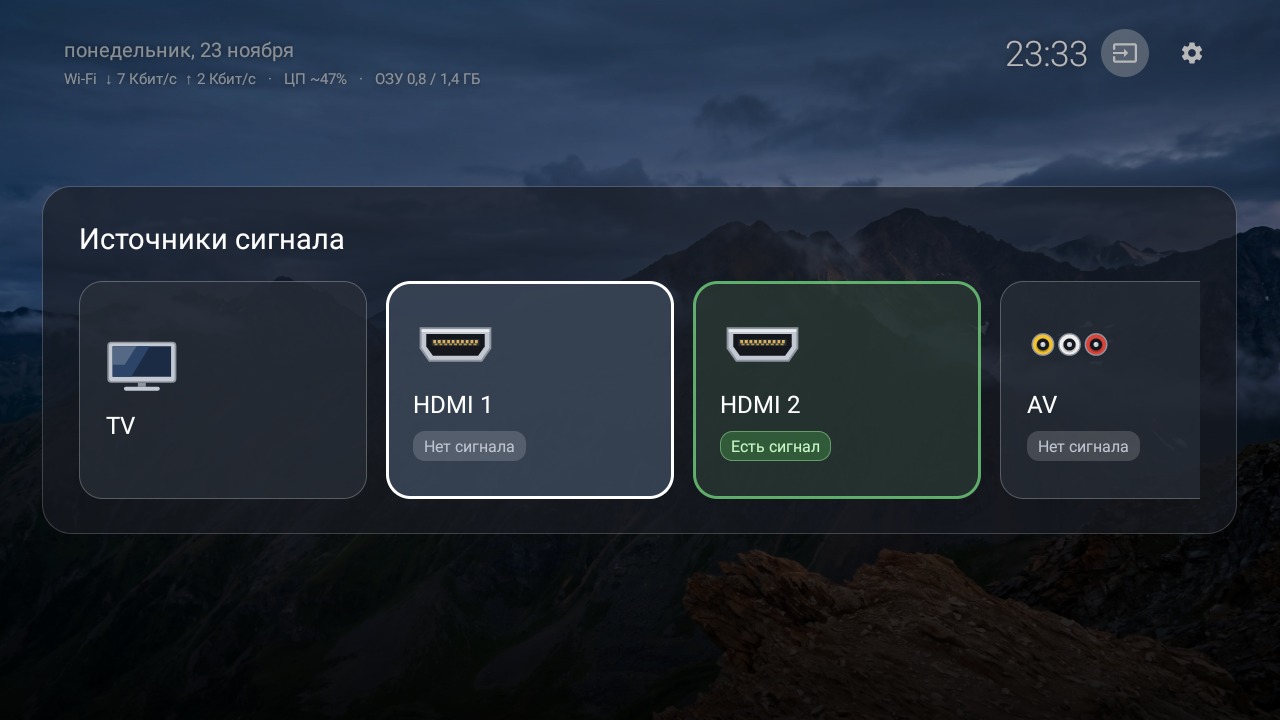 понедельник, 23 ноября
23:33
Wi-Fi ↓ 7 Кбит/с ↑ 2 Кбит/с · ЦП ~47% · ОЗУ 0,8 / 1,4 ГБ
Источники сигнала
TV
HDMI 1
Нет сигнала
HDMI 2
Есть сигнал
AV
Нет сигнала